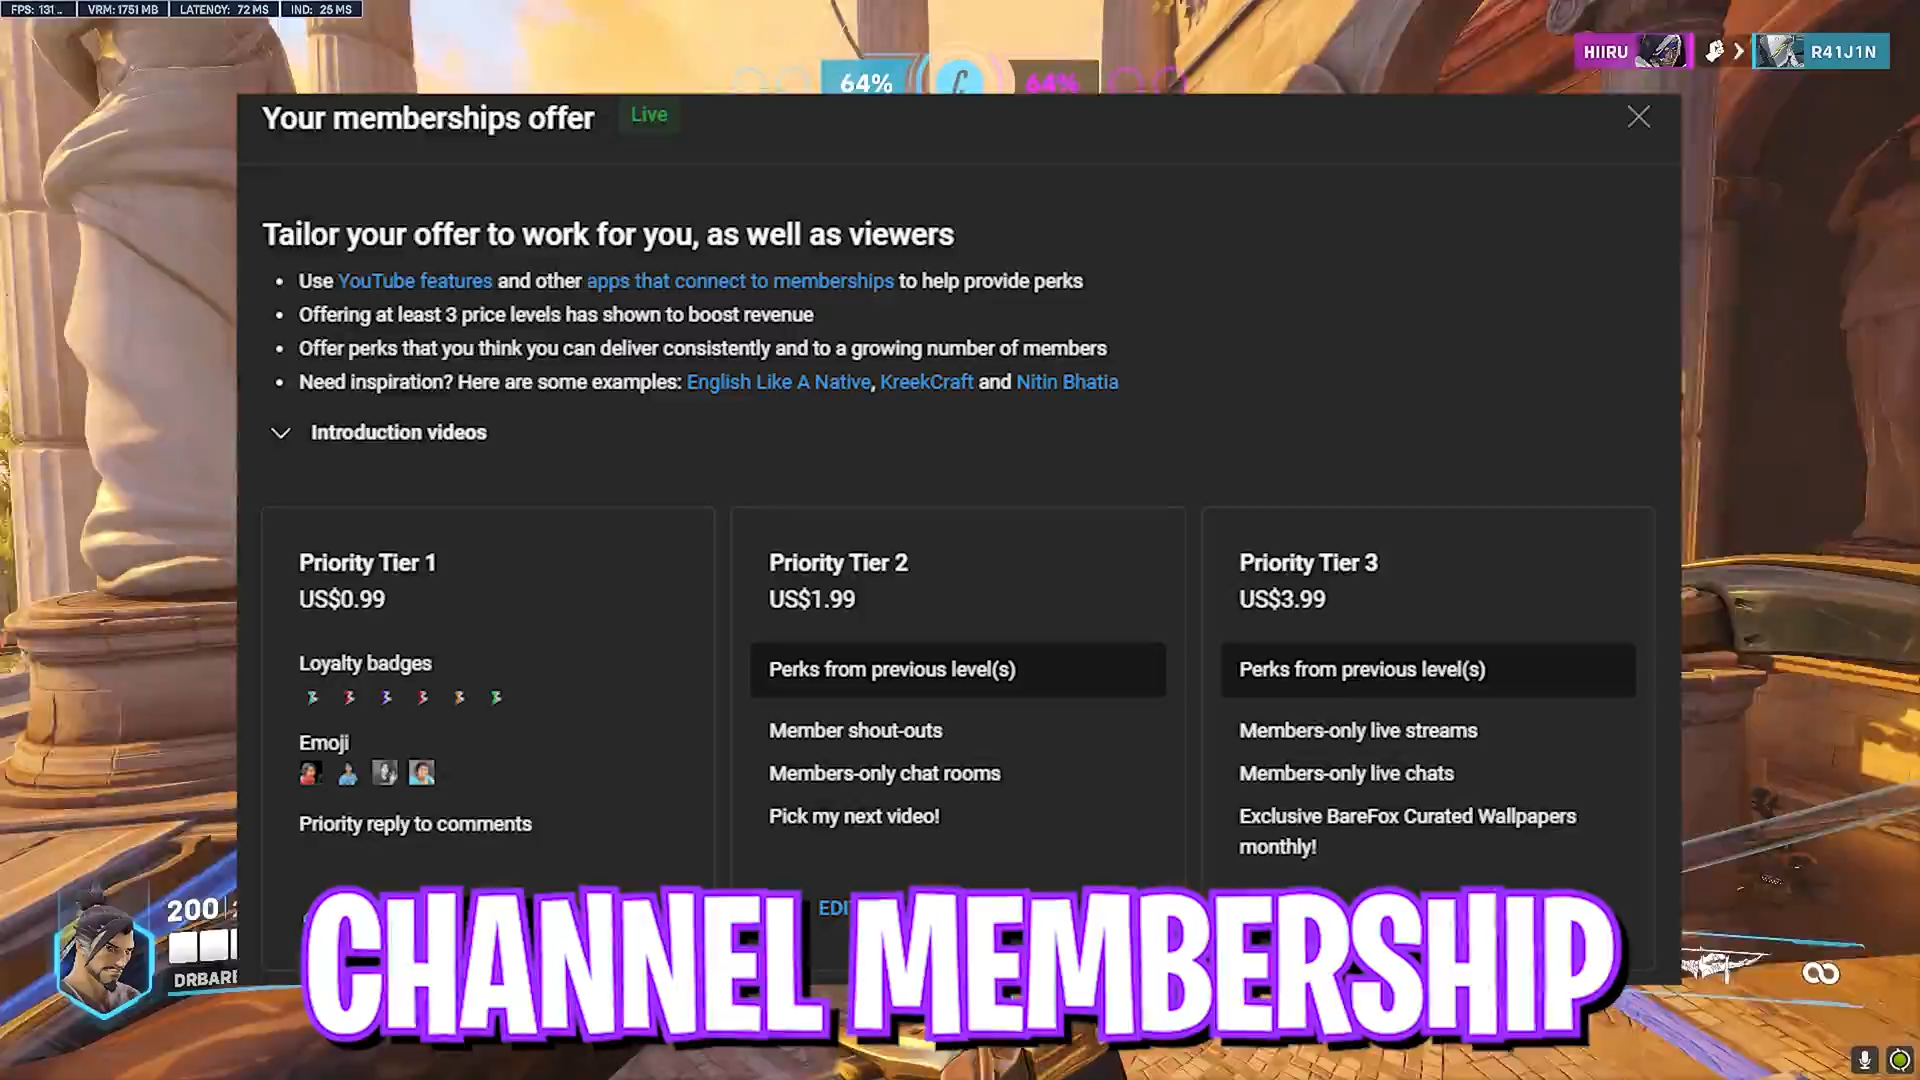 FPS: 131... VRM: 1751 MB LATENCY: 72 MS IND: 25 MS
HIIRU R41J1N
64% 64%
Your memberships offer Live
Tailor your offer to work for you, as well as viewers
Use YouTube features and other apps that connect to memberships to help provide perks
Offering at least 3 price levels has shown to boost revenue
Offer perks that you think you can deliver consistently and to a growing number of members
Need inspiration? Here are some examples: English Like A Native, KreekCraft and Nitin Bhatia
Introduction videos
Priority Tier 1
US$0.99
Loyalty badges
Emoji
Priority reply to comments
Priority Tier 2
US$1.99
Perks from previous level(s)
Member shout-outs
Members-only chat rooms
Pick my next video!
EDI
Priority Tier 3
US$3.99
Perks from previous level(s)
Members-only live streams
Members-only live chats
Exclusive BareFox Curated Wallpapers
monthly!
200
DRBARE
CHANNEL MEMBERSHIP